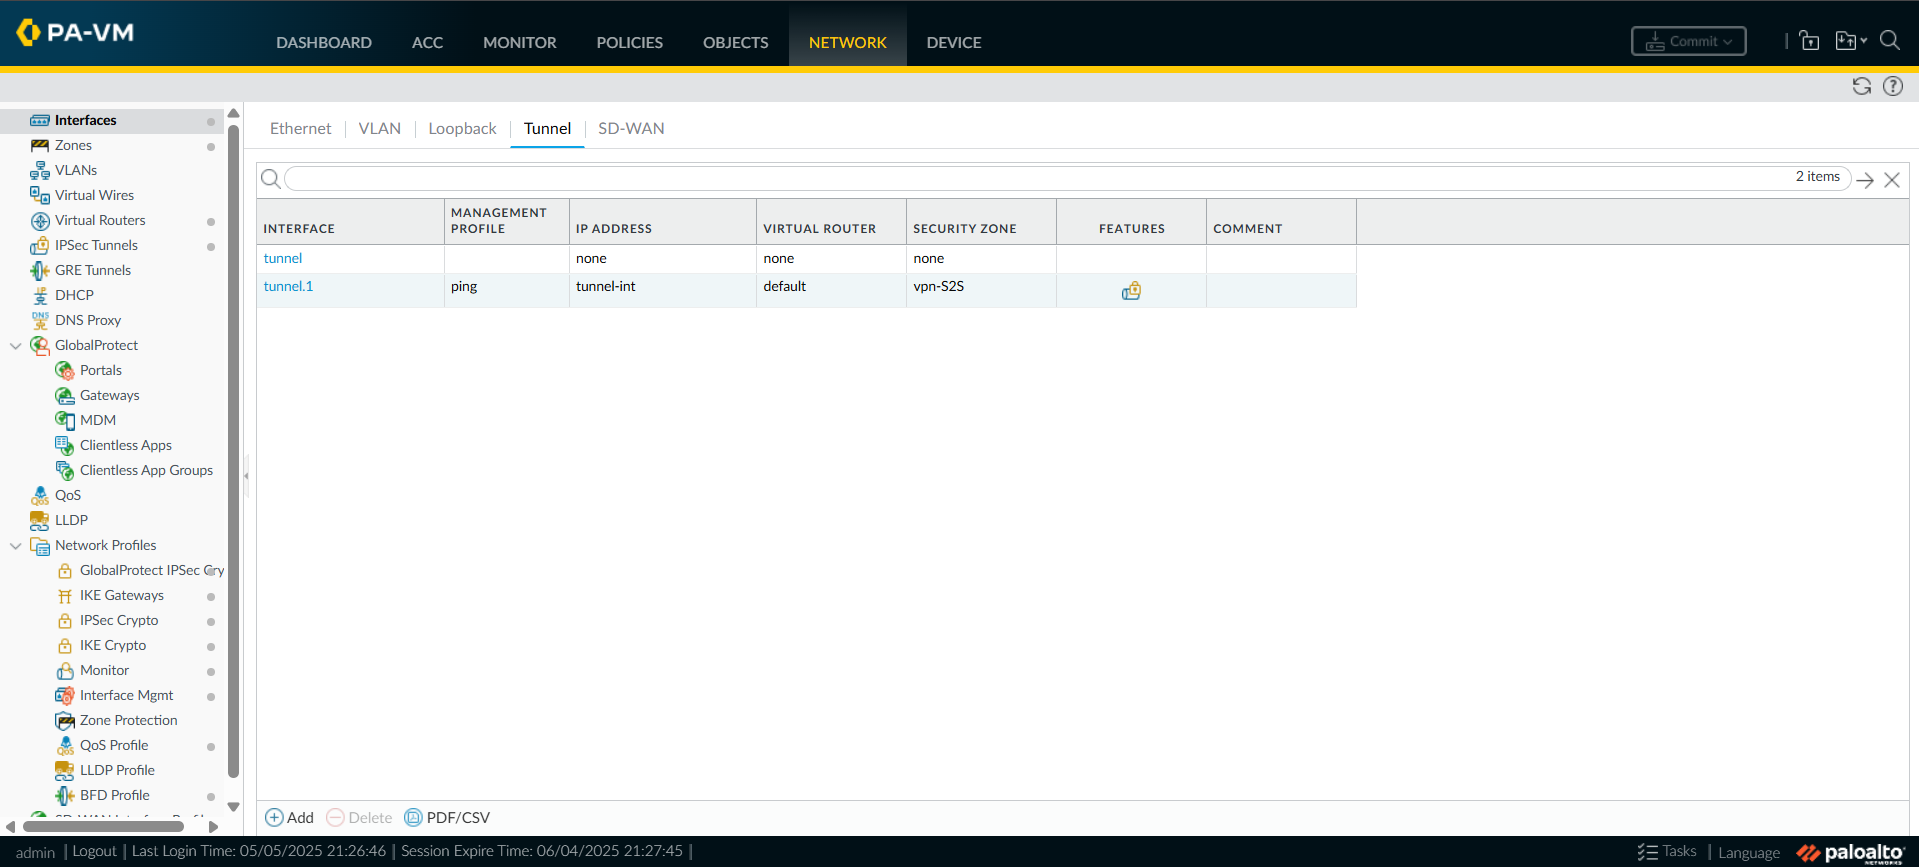 PA-VM
DASHBOARD ACC MONITOR POLICIES OBJECTS NETWORK DEVICE
Commit
Interfaces
Zones
VLANs
Virtual Wires
Virtual Routers
IPSec Tunnels
GRE Tunnels
DHCP
DNS Proxy
GlobalProtect
Portals
Gateways
MDM
Clientless Apps
Clientless App Groups
QoS
LLDP
Network Profiles
GlobalProtect IPSec Cry
IKE Gateways
IPSec Crypto
IKE Crypto
Monitor
Interface Mgmt
Zone Protection
QoS Profile
LLDP Profile
BFD Profile
Ethernet VLAN Loopback Tunnel SD-WAN
2 items
INTERFACE MANAGEMENT PROFILE IP ADDRESS VIRTUAL ROUTER SECURITY ZONE FEATURES COMMENT
tunnel none none none
tunnel.1 ping tunnel-int default vpn-S2S
Add Delete PDF/CSV
admin | Logout | Last Login Time: 05/05/2025 21:26:46 | Session Expire Time: 06/04/2025 21:27:45 |
Tasks | Language paloalto NETWORKS